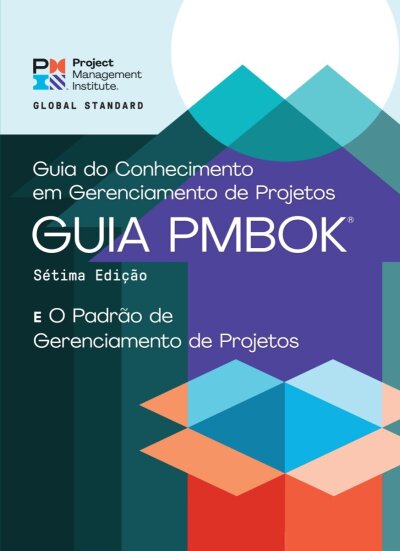 PM
Project
Management
Institute.
GLOBAL STANDARD
Guia do Conhecimento
em Gerenciamento de Projetos
GUIA PMBOK®
Sétima Edição
E O Padrão de
Gerenciamento de Projetos